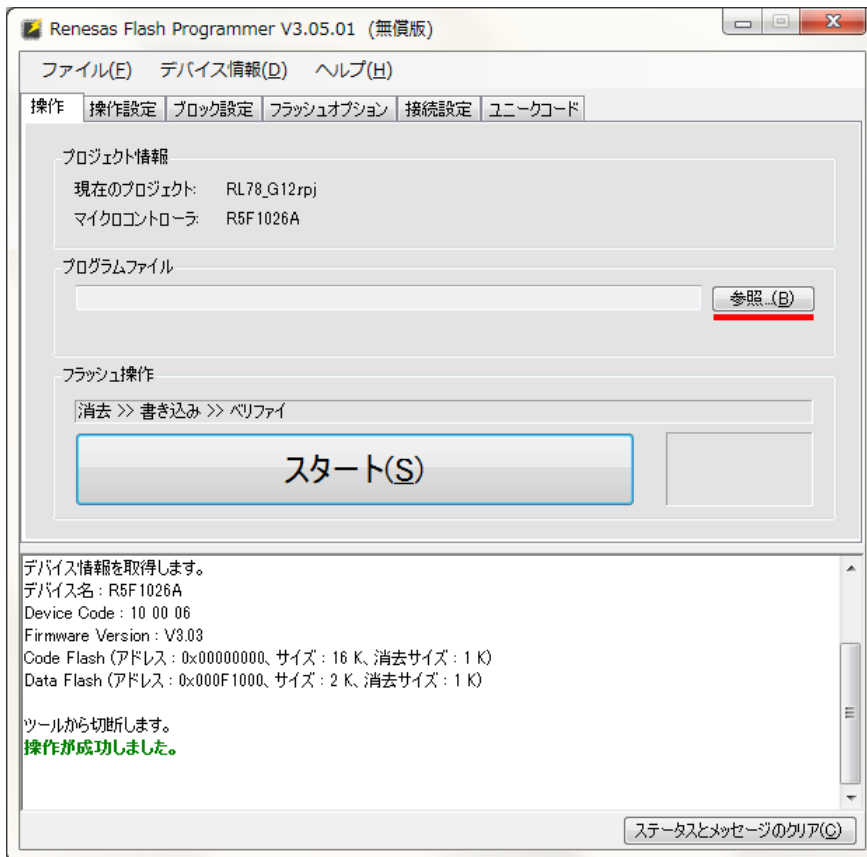 Renesas Flash Programmer V3.05.01 (無償版)
ファイル(F) デバイス情報(D) ヘルプ(H)
操作 操作設定 ブロック設定 フラッシュオプション 接続設定 ユニークコード
プロジェクト情報
現在のプロジェクト: RL78_G12.rpj
マイクロコントローラ: R5F1026A
プログラムファイル
参照...(B)
フラッシュ操作
消去 >> 書き込み >> ベリファイ
スタート(S)
デバイス情報を取得します。
デバイス名 : R5F1026A
Device Code : 10 00 06
Firmware Version : V3.03
Code Flash (アドレス : 0x00000000、サイズ : 16 K、消去サイズ : 1 K)
Data Flash (アドレス : 0x000F1000、サイズ : 2 K、消去サイズ : 1 K)
ツールから切断します。
操作が成功しました。
ステータスとメッセージのクリア(C)